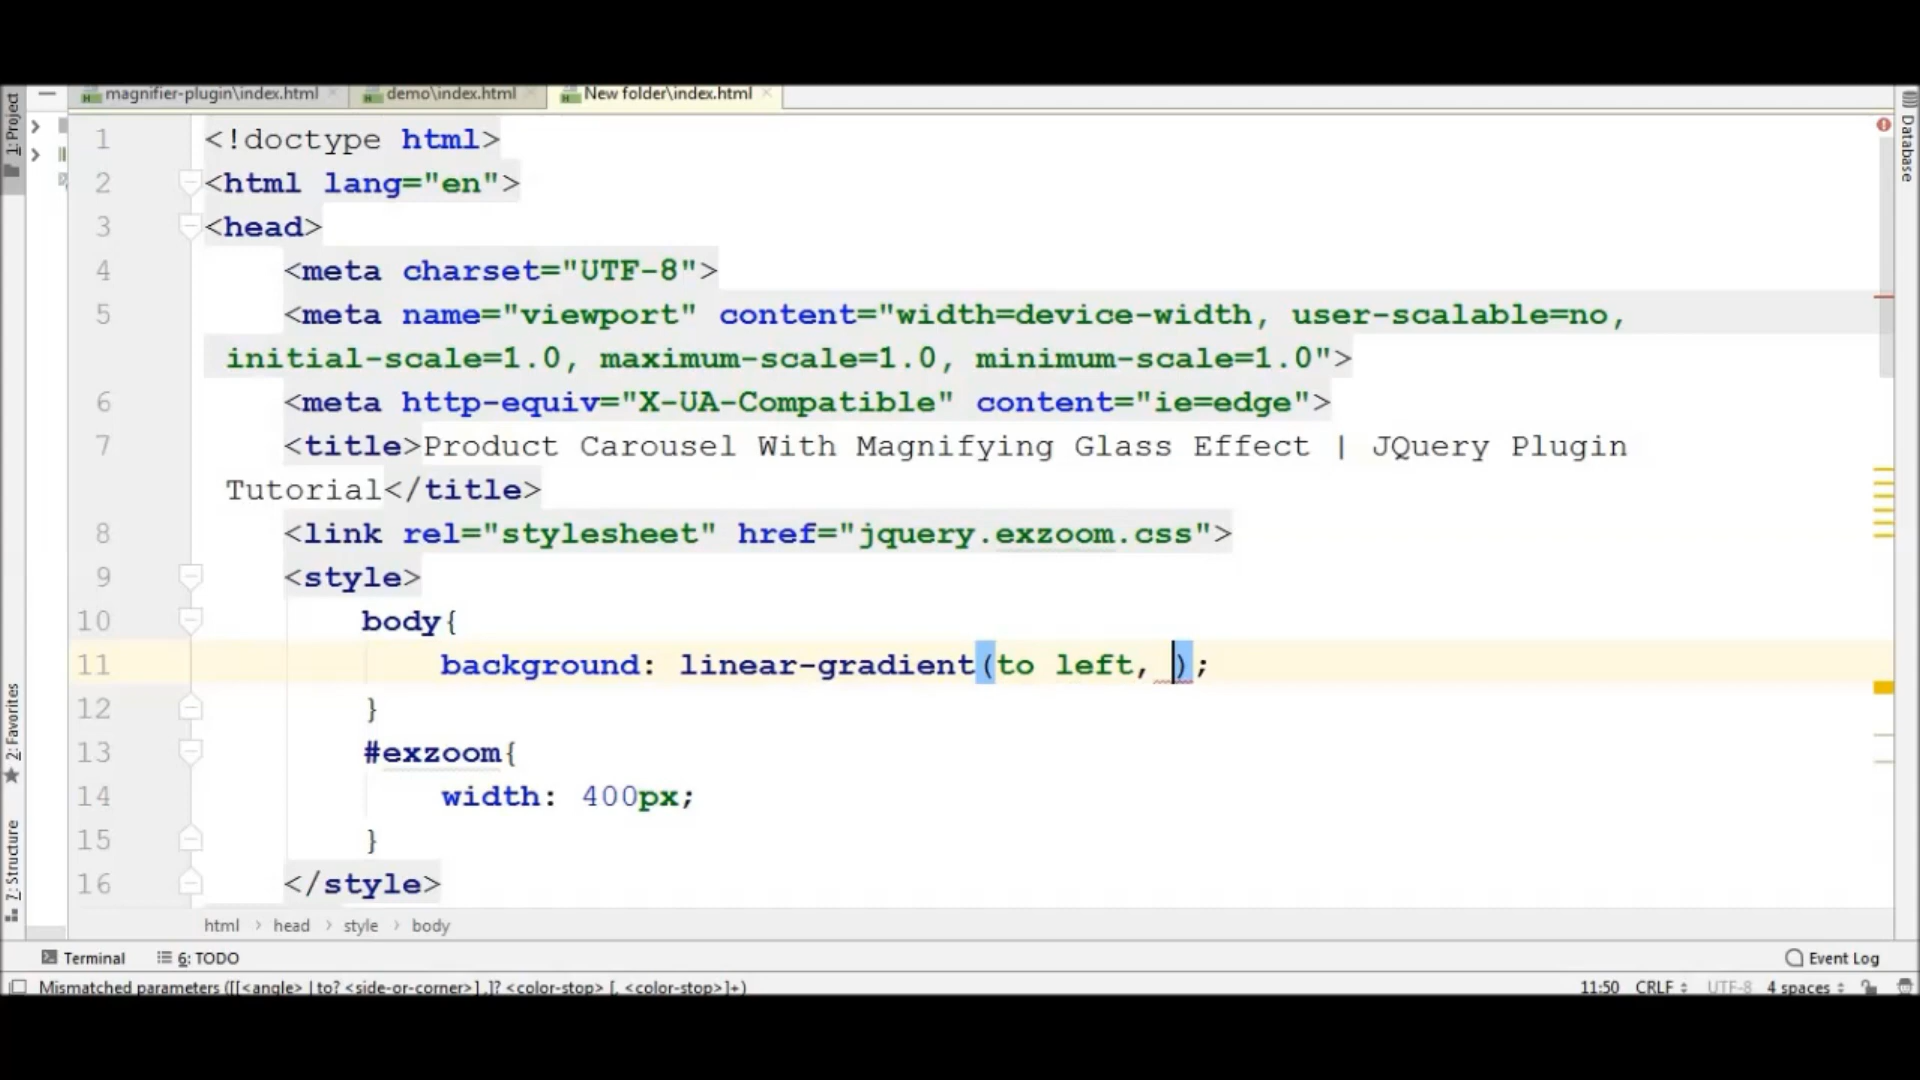 magnifier-plugin\index.html demo\index.html New folder\index.html
1: Project
Database
2: Favorites
7: Structure
1 <!doctype html>
2 <html lang="en">
3 <head>
4 <meta charset="UTF-8">
5 <meta name="viewport" content="width=device-width, user-scalable=no,
initial-scale=1.0, maximum-scale=1.0, minimum-scale=1.0">
6 <meta http-equiv="X-UA-Compatible" content="ie=edge">
7 <title>Product Carousel With Magnifying Glass Effect | JQuery Plugin
Tutorial</title>
8 <link rel="stylesheet" href="jquery.exzoom.css">
9 <style>
10 body{
11 background: linear-gradient(to left, );
12 }
13 #exzoom{
14 width: 400px;
15 }
16 </style>
html › head › style › body
Terminal 6: TODO Event Log
Mismatched parameters ([[<angle> | to? <side-or-corner>] ,]? <color-stop> [, <color-stop>]+) 11:50 CRLF UTF-8 4 spaces